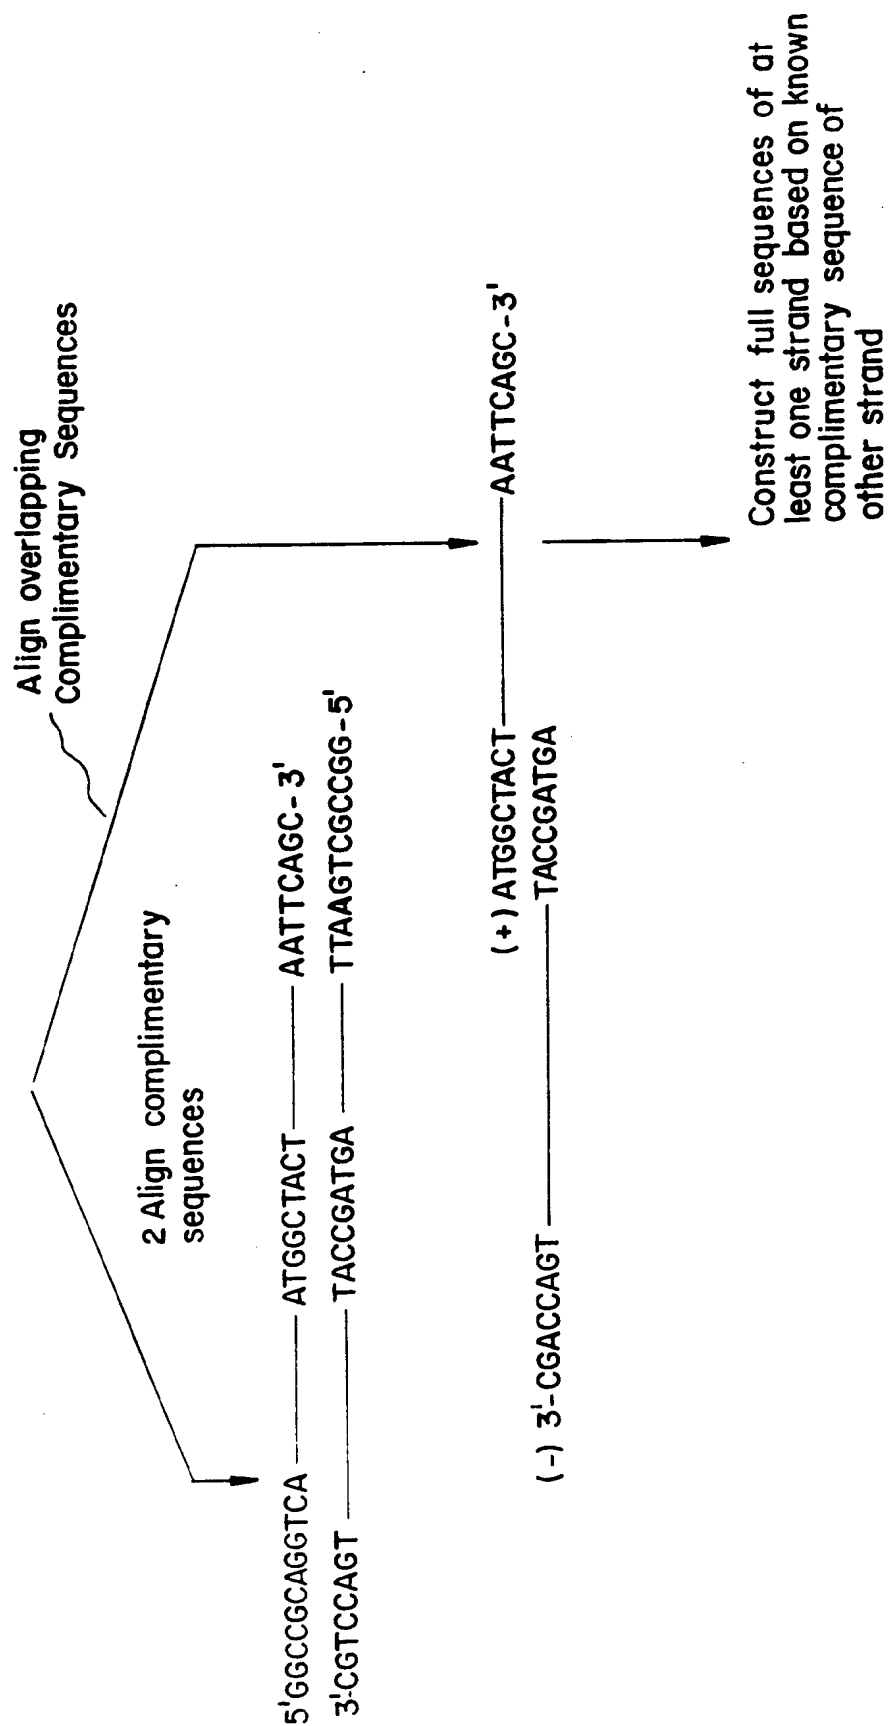 Align overlapping
Complimentary Sequences
2 Align complimentary
sequences
5'GGCCGCAGGTCA ATGGCTACT AATTCAGC-3'
3'-CGTCCAGT TACCGATGA TTAAGTCGCCGG-5'
(+) ATGGCTACT AATTCAGC-3'
(-) 3'-CGACCAGT TACCGATGA
Construct full sequences of at
least one strand based on known
complimentary sequence of
other strand